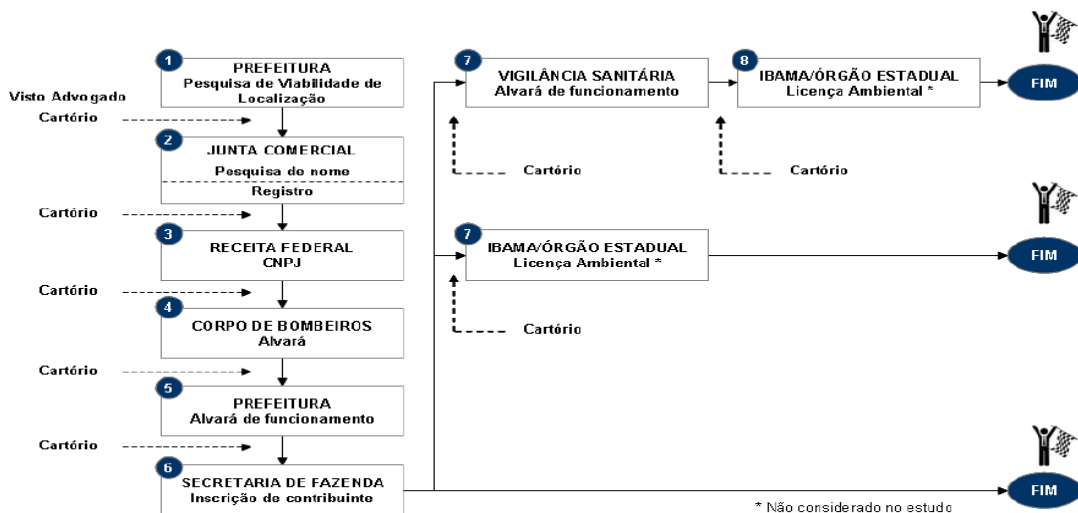 1
PREFEITURA
Pesquisa de Viabilidade de
Localização
Visto Advogado
Cartório
2
JUNTA COMERCIAL
Pesquisa de nome
Registro
Cartório
3
RECEITA FEDERAL
CNPJ
Cartório
4
CORPO DE BOMBEIROS
Alvará
Cartório
5
PREFEITURA
Alvará de funcionamento
Cartório
6
SECRETARIA DE FAZENDA
Inscrição de contribuinte
7
VIGILÂNCIA SANITÁRIA
Alvará de funcionamento
Cartório
8
IBAMA/ÓRGÃO ESTADUAL
Licença Ambiental *
Cartório
FIM
7
IBAMA/ÓRGÃO ESTADUAL
Licença Ambiental *
Cartório
FIM
FIM
* Não considerado no estudo